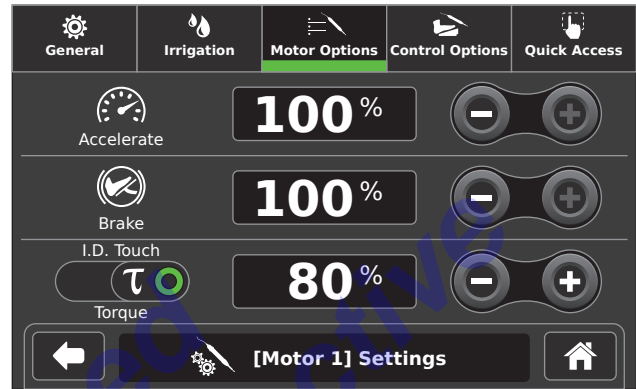 General
Irrigation
Motor Options
Control Options
Quick Access
Accelerate
100 %
Brake
100 %
I.D. Touch
τ
Torque
80 %
[Motor 1] Settings